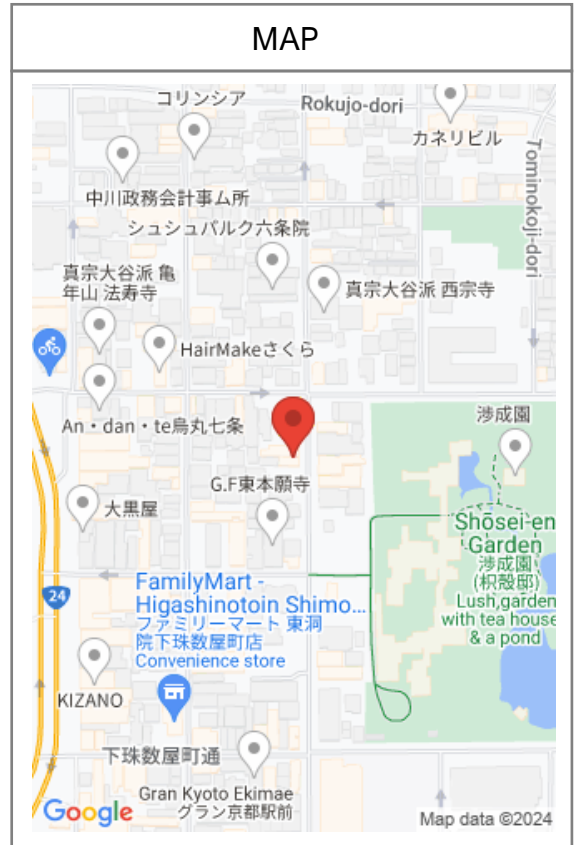 MAP
コリンシア
Rokujo-dori
カネリビル
Tominokoji-dori
中川政務会計事ム所
シュシュパルク六条院
真宗大谷派 亀
年山 法寿寺
真宗大谷派 西宗寺
HairMakeさくら
An・dan・te烏丸七条
渉成園
G.F東本願寺
大黒屋
Shōsei-en
Garden
渉成園
(枳殻邸)
Lush,garden
with tea house
& a pond
24
FamilyMart -
Higashinotoin Shimo...
ファミリーマート 東洞
院下珠数屋町店
Convenience store
KIZANO
下珠数屋町通
Gran Kyoto Ekimae
グラン京都駅前
Google
Map data ©2024